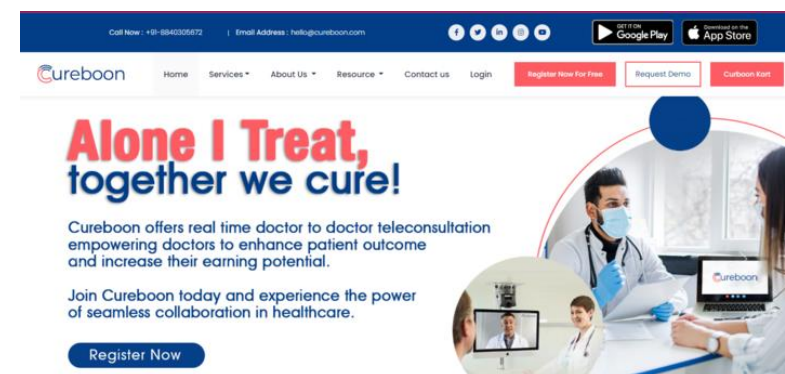 Call Now : +91-8840305672 | Email Address : hello@cureboon.com
GET IT ON
Google Play
Download on the
App Store
Cureboon
Home Services About Us Resource Contact us Login Register Now For Free Request Demo Curboon Kart
Alone I Treat,
together we cure!
Cureboon offers real time doctor to doctor teleconsultation
empowering doctors to enhance patient outcome
and increase their earning potential.
Join Cureboon today and experience the power
of seamless collaboration in healthcare.
Register Now
Cureboon